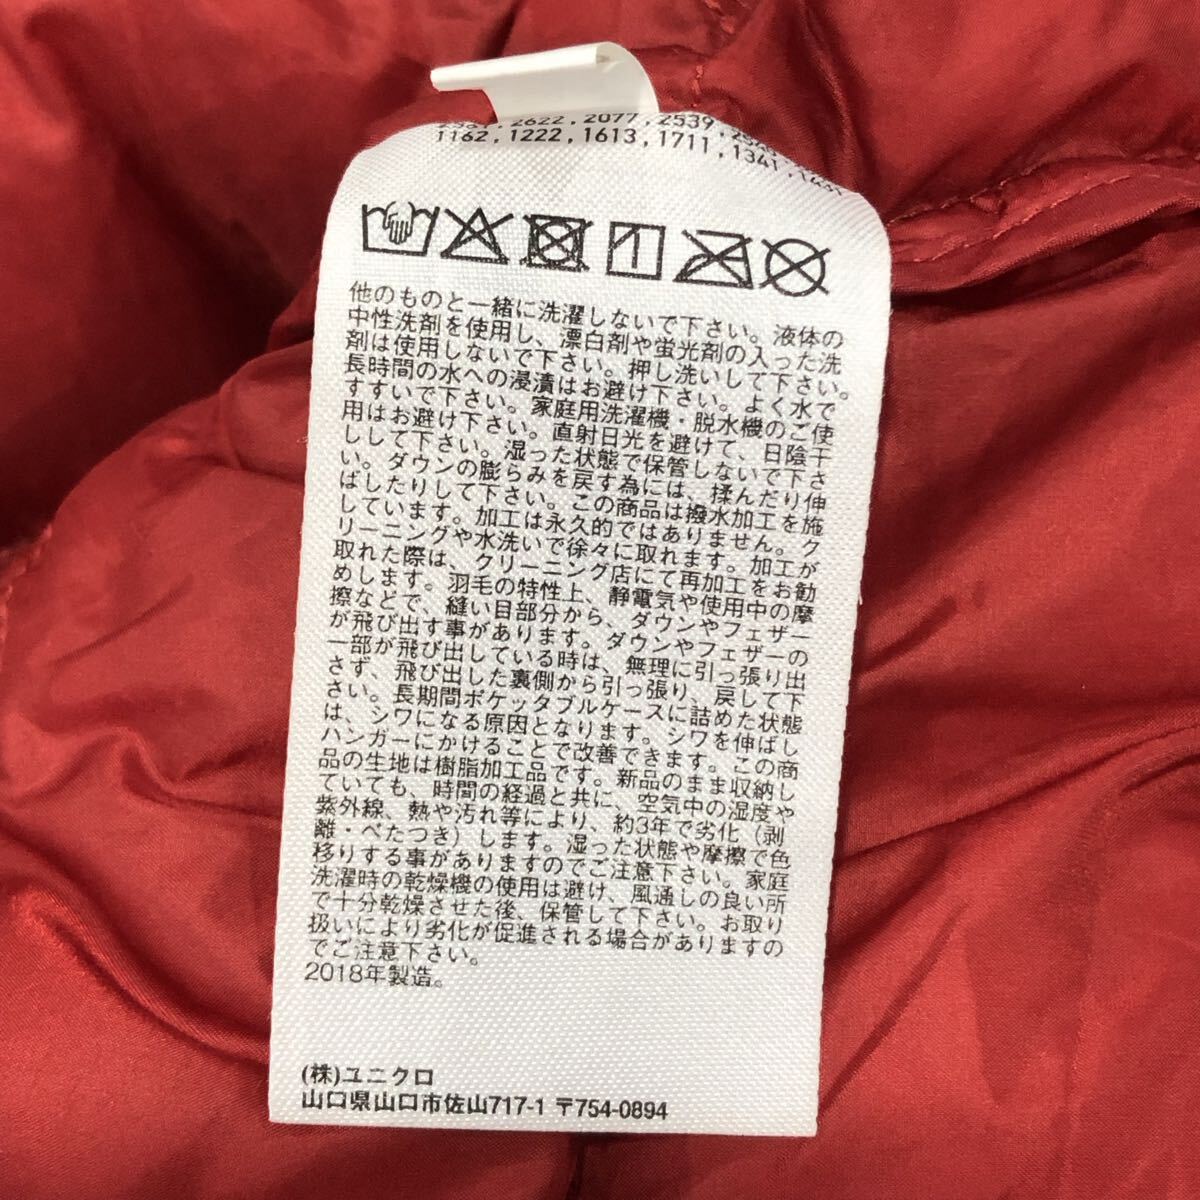 2622, 2077, 2539,
1162, 1222, 1613, 1711, 1341,
他のものと一緒に洗濯しないで下さい。液体の
中性洗剤を使用し、漂白剤や蛍光剤の入った洗
剤は使用しないで下さい。押し洗いして下さい。
長時間の水への浸漬はお避け下さい。よく水で
すすいで下さい。家庭用洗濯機・脱水機のご使
用はお避け下さい。直射日光を避けて、日陰干
しして下さい。湿った状態で保管しないで下さ
い。ダウンの膨らみを戻す為には、揉んだり伸
ばしたりして下さい。この商品は撥水加工を施
しています。加工は永久的ではありません。ク
リーニングや水洗いで徐々に取れます。加工が
取れた際は、クリーニング店にて再加工をお勧
めします。羽毛の特性上、静電気や使用中の摩
擦などで、縫い目部分から、ダウンやフェザー
が飛び出す事があります。ダウンやフェザーの
一部が飛び出している時は、無理に引っ張り出
さず、飛び出した裏側から引っ張り、戻して下
さい。長期間ポケッタブルケースに詰めた状態
は、シワになる原因となります。シワを伸ばし
ハンガーにかけることで改善できます。この商
品の生地は樹脂加工品です。新品のまま収納し
ていても、時間の経過と共に、空気中の湿度や
紫外線、熱や汚れ等により、約3年で劣化（剥
離・べたつき）します。湿った状態や摩擦で色
移りする事がありますのでご注意下さい。家庭
洗濯時の乾燥機の使用は避け、風通しの良い所
で十分乾燥させた後、保管して下さい。お取り
扱いにより劣化が促進される場合がありますの
でご注意下さい。
2018年製造。
(株)ユニクロ
山口県山口市佐山717-1 〒754-0894